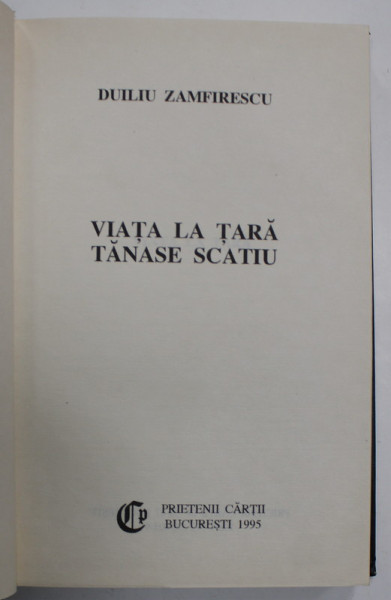 DUILIU ZAMFIRESCU
VIAȚA LA ȚARĂ
TĂNASE SCATIU
Cp
PRIETENII CĂRȚII
BUCUREȘTI 1995